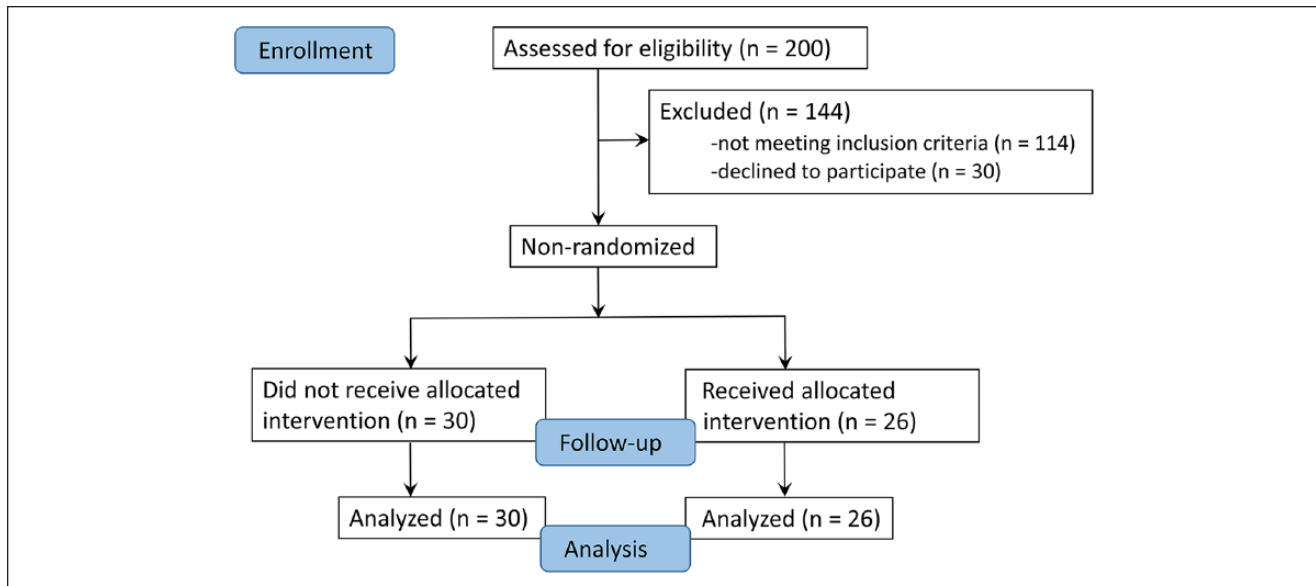 Enrollment
Assessed for eligibility (n = 200)
Excluded (n = 144)
-not meeting inclusion criteria (n = 114)
-declined to participate (n = 30)
Non-randomized
Did not receive allocated
intervention (n = 30)
Received allocated
intervention (n = 26)
Follow-up
Analyzed (n = 30)
Analyzed (n = 26)
Analysis